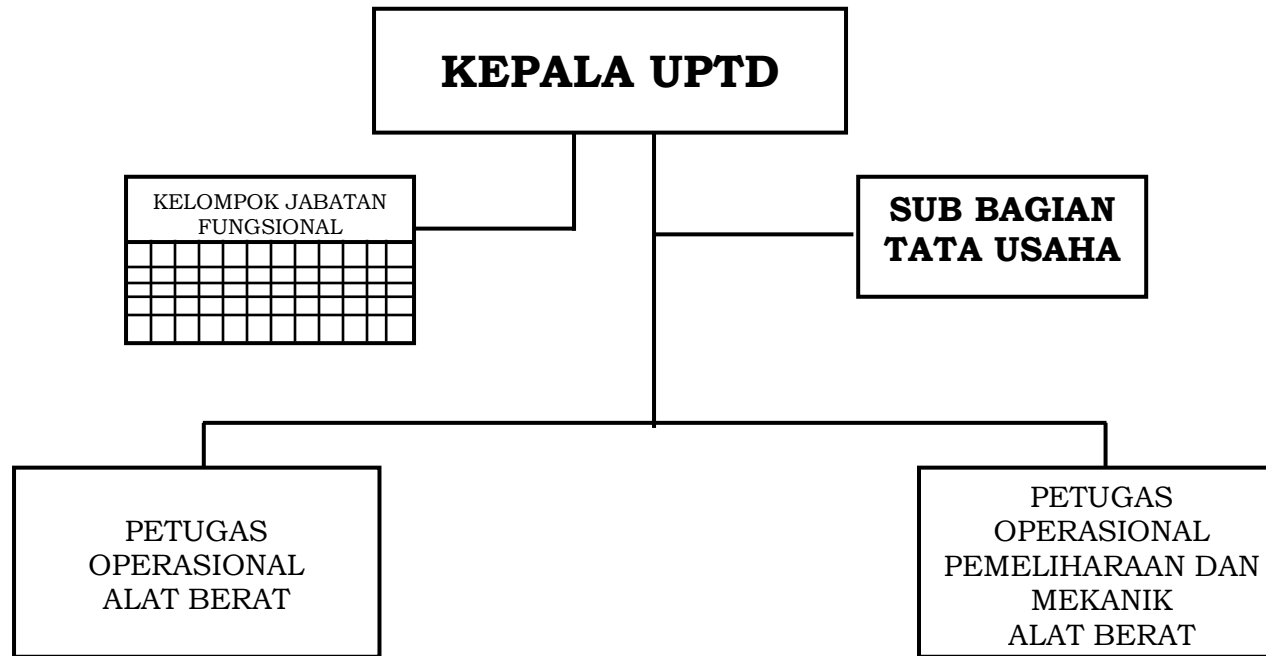 KEPALA UPTD
KELOMPOK JABATAN
FUNGSIONAL
SUB BAGIAN
TATA USAHA
PETUGAS
OPERASIONAL
ALAT BERAT
PETUGAS
OPERASIONAL
PEMELIHARAAN DAN
MEKANIK
ALAT BERAT